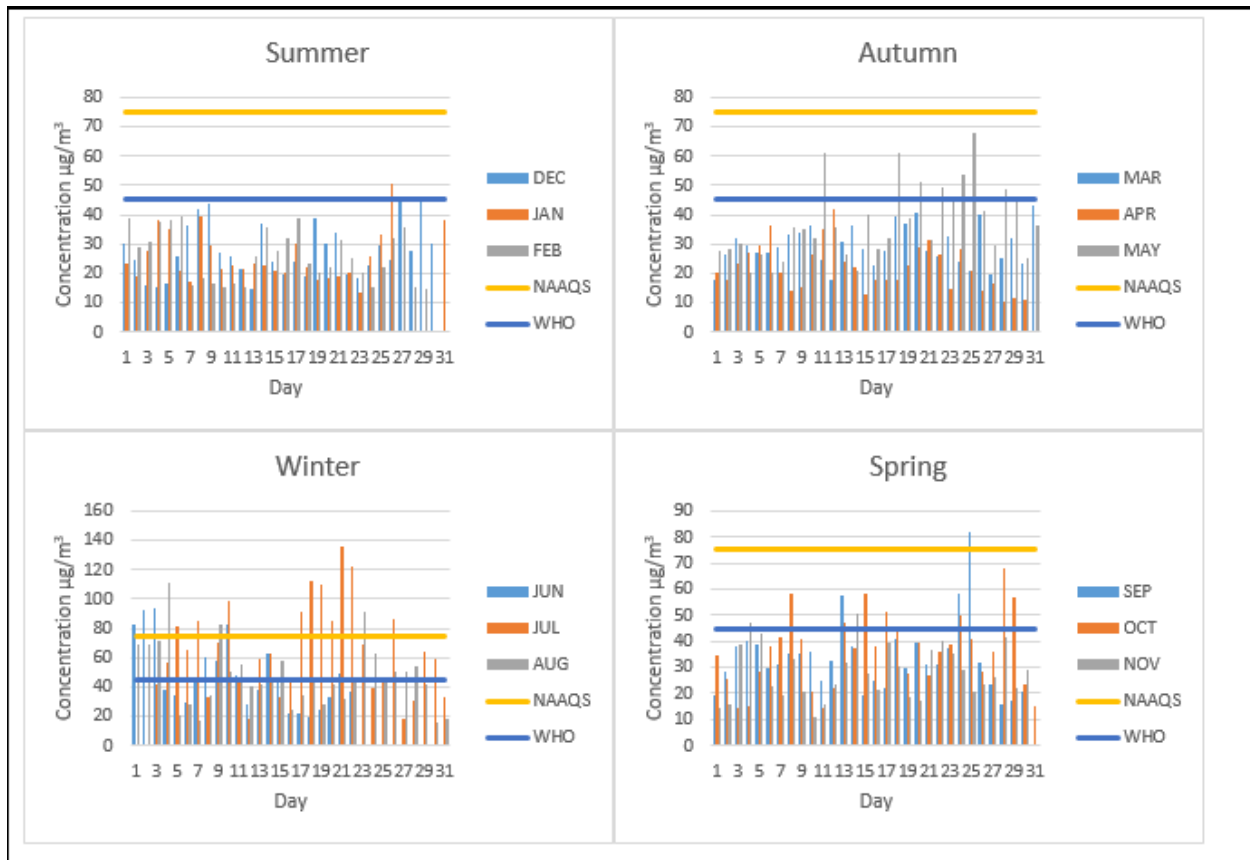 Summer
80
70
60
50
40
30
20
10
0
Concentration µg/m³
1 3 5 7 9 11 13 15 17 19 21 23 25 27 29 31
Day
DEC
JAN
FEB
NAAQS
WHO
Autumn
80
70
60
50
40
30
20
10
0
Concentration µg/m³
1 3 5 7 9 11 13 15 17 19 21 23 25 27 29 31
Day
MAR
APR
MAY
NAAQS
WHO
Winter
160
140
120
100
80
60
40
20
0
Concentration µg/m³
1 3 5 7 9 11 13 15 17 19 21 23 25 27 29 31
Day
JUN
JUL
AUG
NAAQS
WHO
Spring
90
80
70
60
50
40
30
20
10
0
Concentration µg/m³
1 3 5 7 9 11 13 15 17 19 21 23 25 27 29 31
Day
SEP
OCT
NOV
NAAQS
WHO